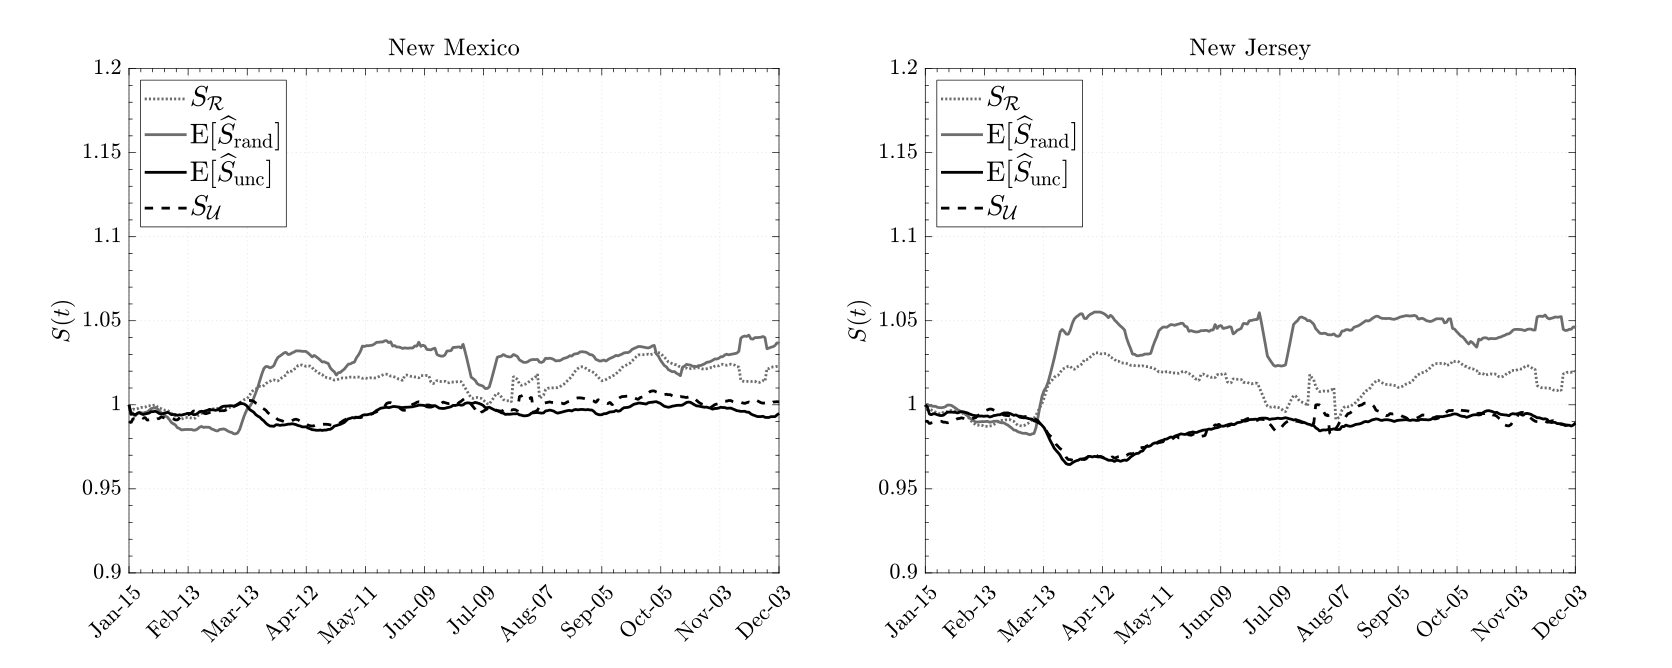 New Mexico
1.2
1.15
1.1
1.05
1
0.95
0.9
S(t)
S_ℛ
E[Ŝ_rand]
E[Ŝ_unc]
S_𝒰
Jan-15 Feb-13 Mar-13 Apr-12 May-11 Jun-09 Jul-09 Aug-07 Sep-05 Oct-05 Nov-03 Dec-03
New Jersey
1.2
1.15
1.1
1.05
1
0.95
0.9
S(t)
S_ℛ
E[Ŝ_rand]
E[Ŝ_unc]
S_𝒰
Jan-15 Feb-13 Mar-13 Apr-12 May-11 Jun-09 Jul-09 Aug-07 Sep-05 Oct-05 Nov-03 Dec-03